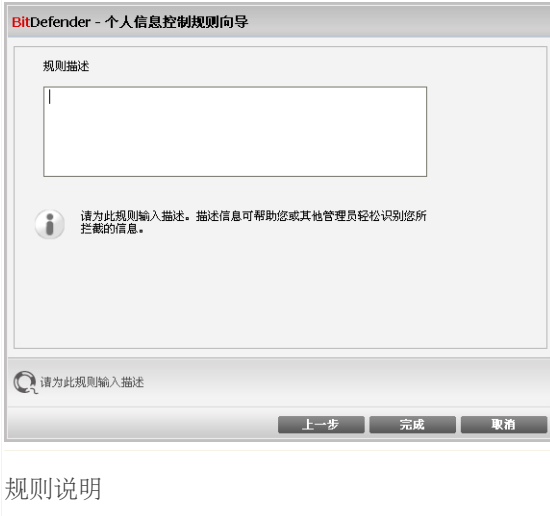 BitDefender - 个人信息控制规则向导
规则描述
请为此规则输入描述。描述信息可帮助您或其他管理员轻松识别您所
拦截的信息。
请为此规则输入描述
上一步 完成 取消
规则说明